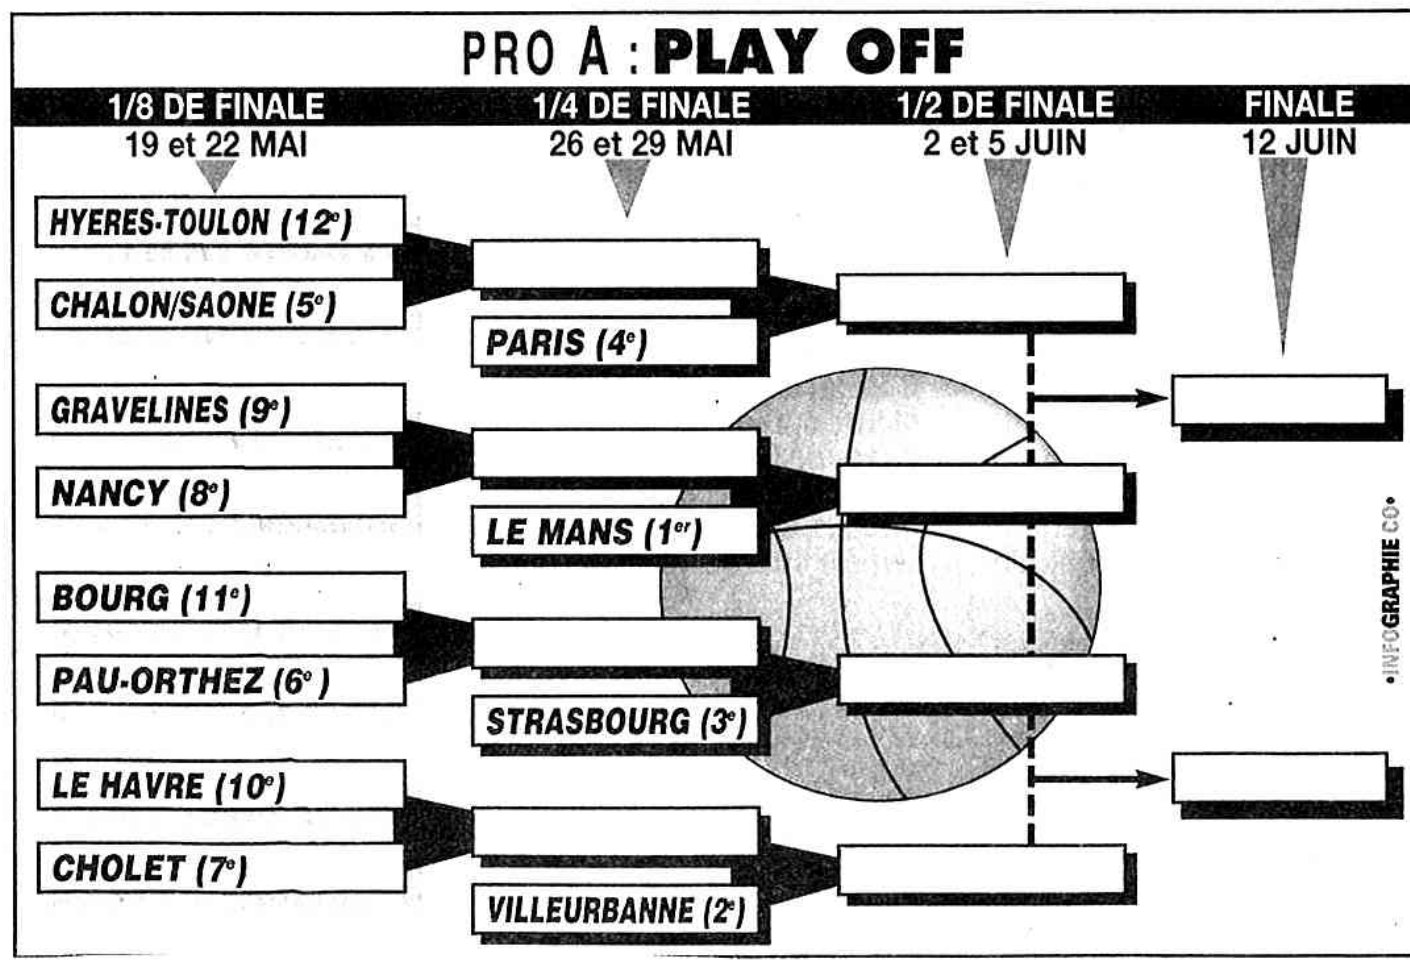 PRO A : PLAY OFF
1/8 DE FINALE
19 et 22 MAI
1/4 DE FINALE
26 et 29 MAI
1/2 DE FINALE
2 et 5 JUIN
FINALE
12 JUIN
HYERES-TOULON (12e)
CHALON/SAONE (5e)
PARIS (4e)
GRAVELINES (9e)
NANCY (8e)
LE MANS (1er)
BOURG (11e)
PAU-ORTHEZ (6e)
STRASBOURG (3e)
LE HAVRE (10e)
CHOLET (7e)
VILLEURBANNE (2e)
•INFOGRAPHIE CO•